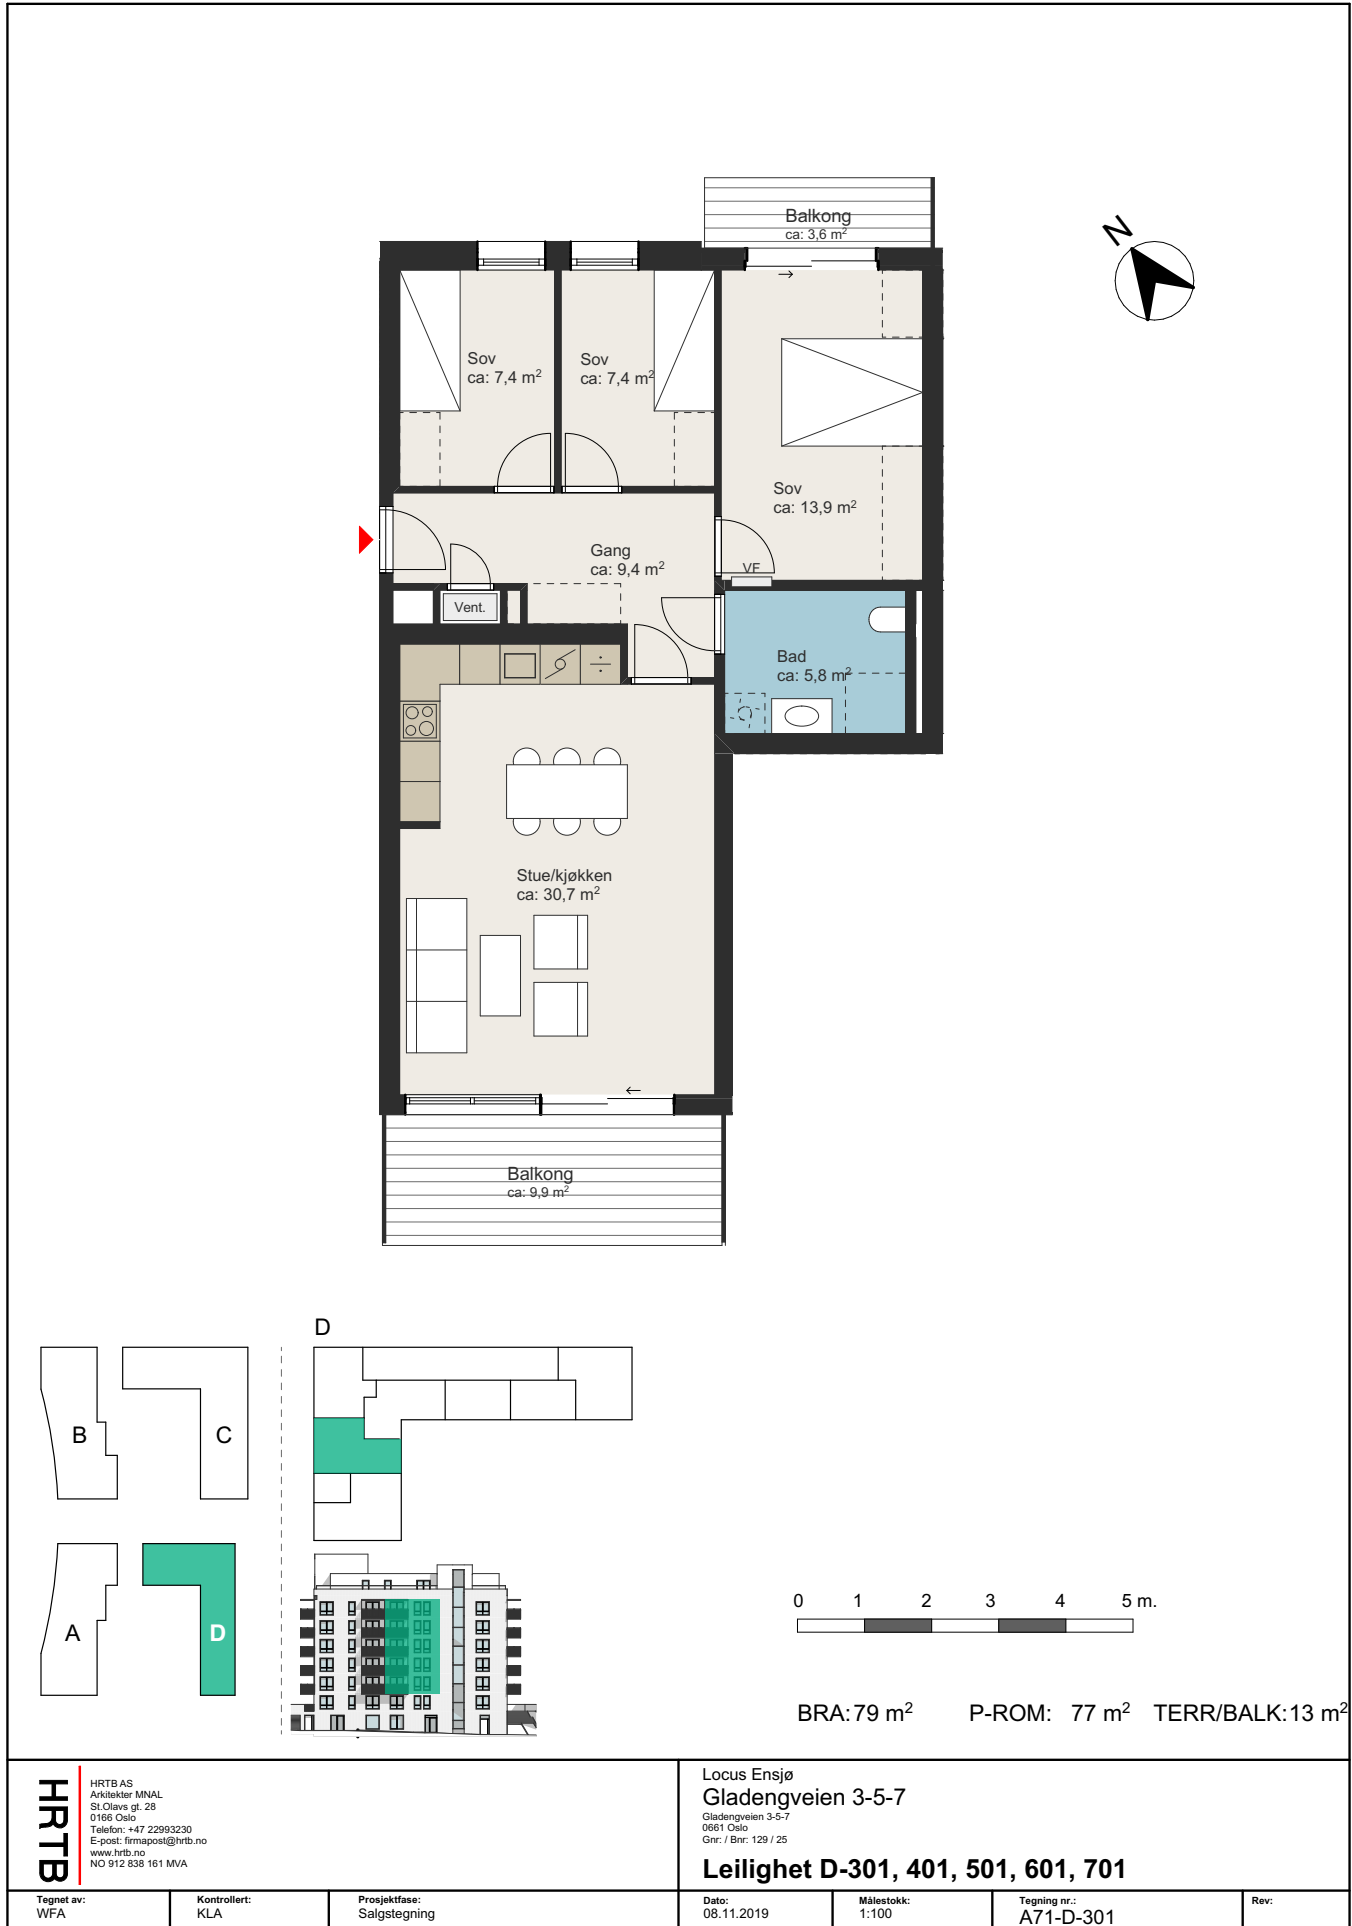 Balkong
ca: 3,6 m²
N
Sov
ca: 7,4 m²
Sov
ca: 7,4 m²
Sov
ca: 13,9 m²
Gang
ca: 9,4 m²
VF
Vent.
Bad
ca: 5,8 m²
Stue/kjøkken
ca: 30,7 m²
Balkong
ca: 9,9 m²
D
B
C
A
D
0 1 2 3 4 5 m.
BRA: 79 m² P-ROM: 77 m² TERR/BALK: 13 m²
HRTB
HRTB AS
Arkitekter MNAL
St.Olavs gt. 28
0166 Oslo
Telefon: +47 22993230
E-post: firmapost@hrtb.no
www.hrtb.no
NO 912 838 161 MVA
Locus Ensjø
Gladengveien 3-5-7
Gladengveien 3-5-7
0661 Oslo
Gnr: / Bnr: 129 / 25
Leilighet D-301, 401, 501, 601, 701
Tegnet av:
WFA
Kontrollert:
KLA
Prosjektfase:
Salgstegning
Dato:
08.11.2019
Målestokk:
1:100
Tegning nr.:
A71-D-301
Rev: